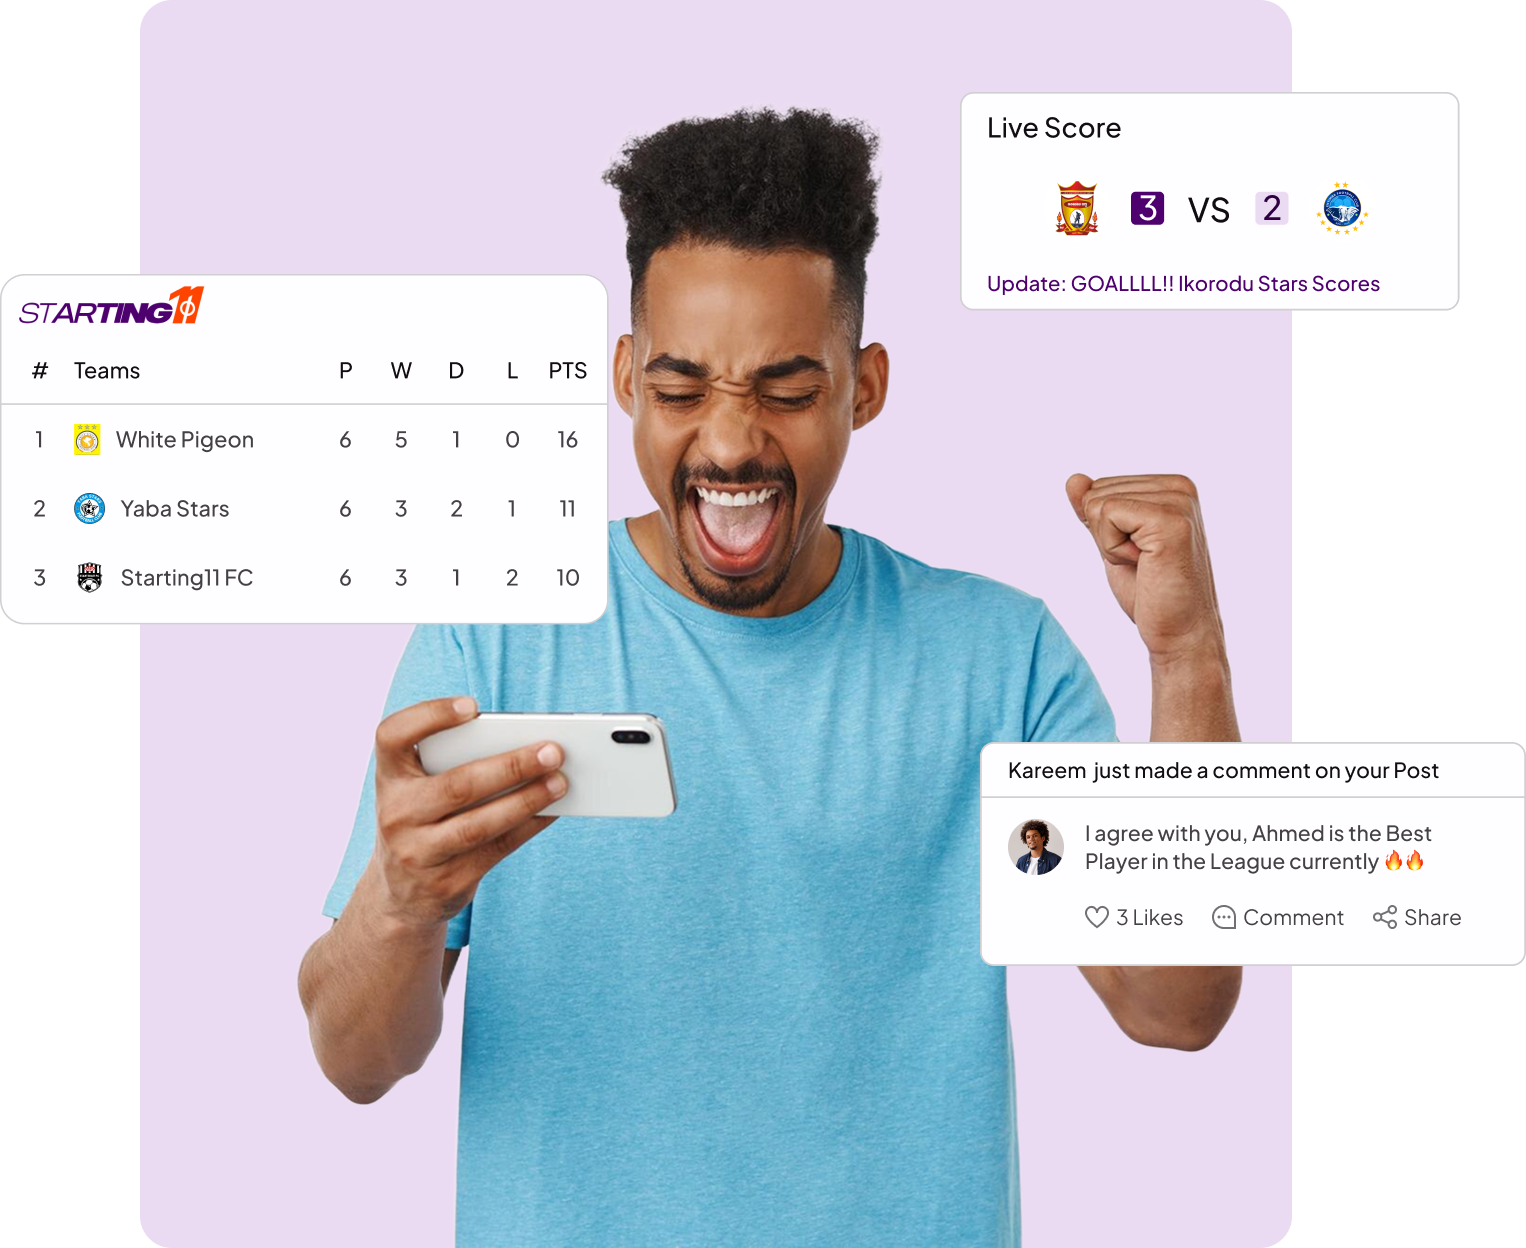 Live Score
3 VS 2
Update: GOALLLL!! Ikorodu Stars Scores
STARTING11
# Teams P W D L PTS
1 White Pigeon 6 5 1 0 16
2 Yaba Stars 6 3 2 1 11
3 Starting11 FC 6 3 1 2 10
Kareem just made a comment on your Post
I agree with you, Ahmed is the Best
Player in the League currently 🔥🔥
3 Likes Comment Share